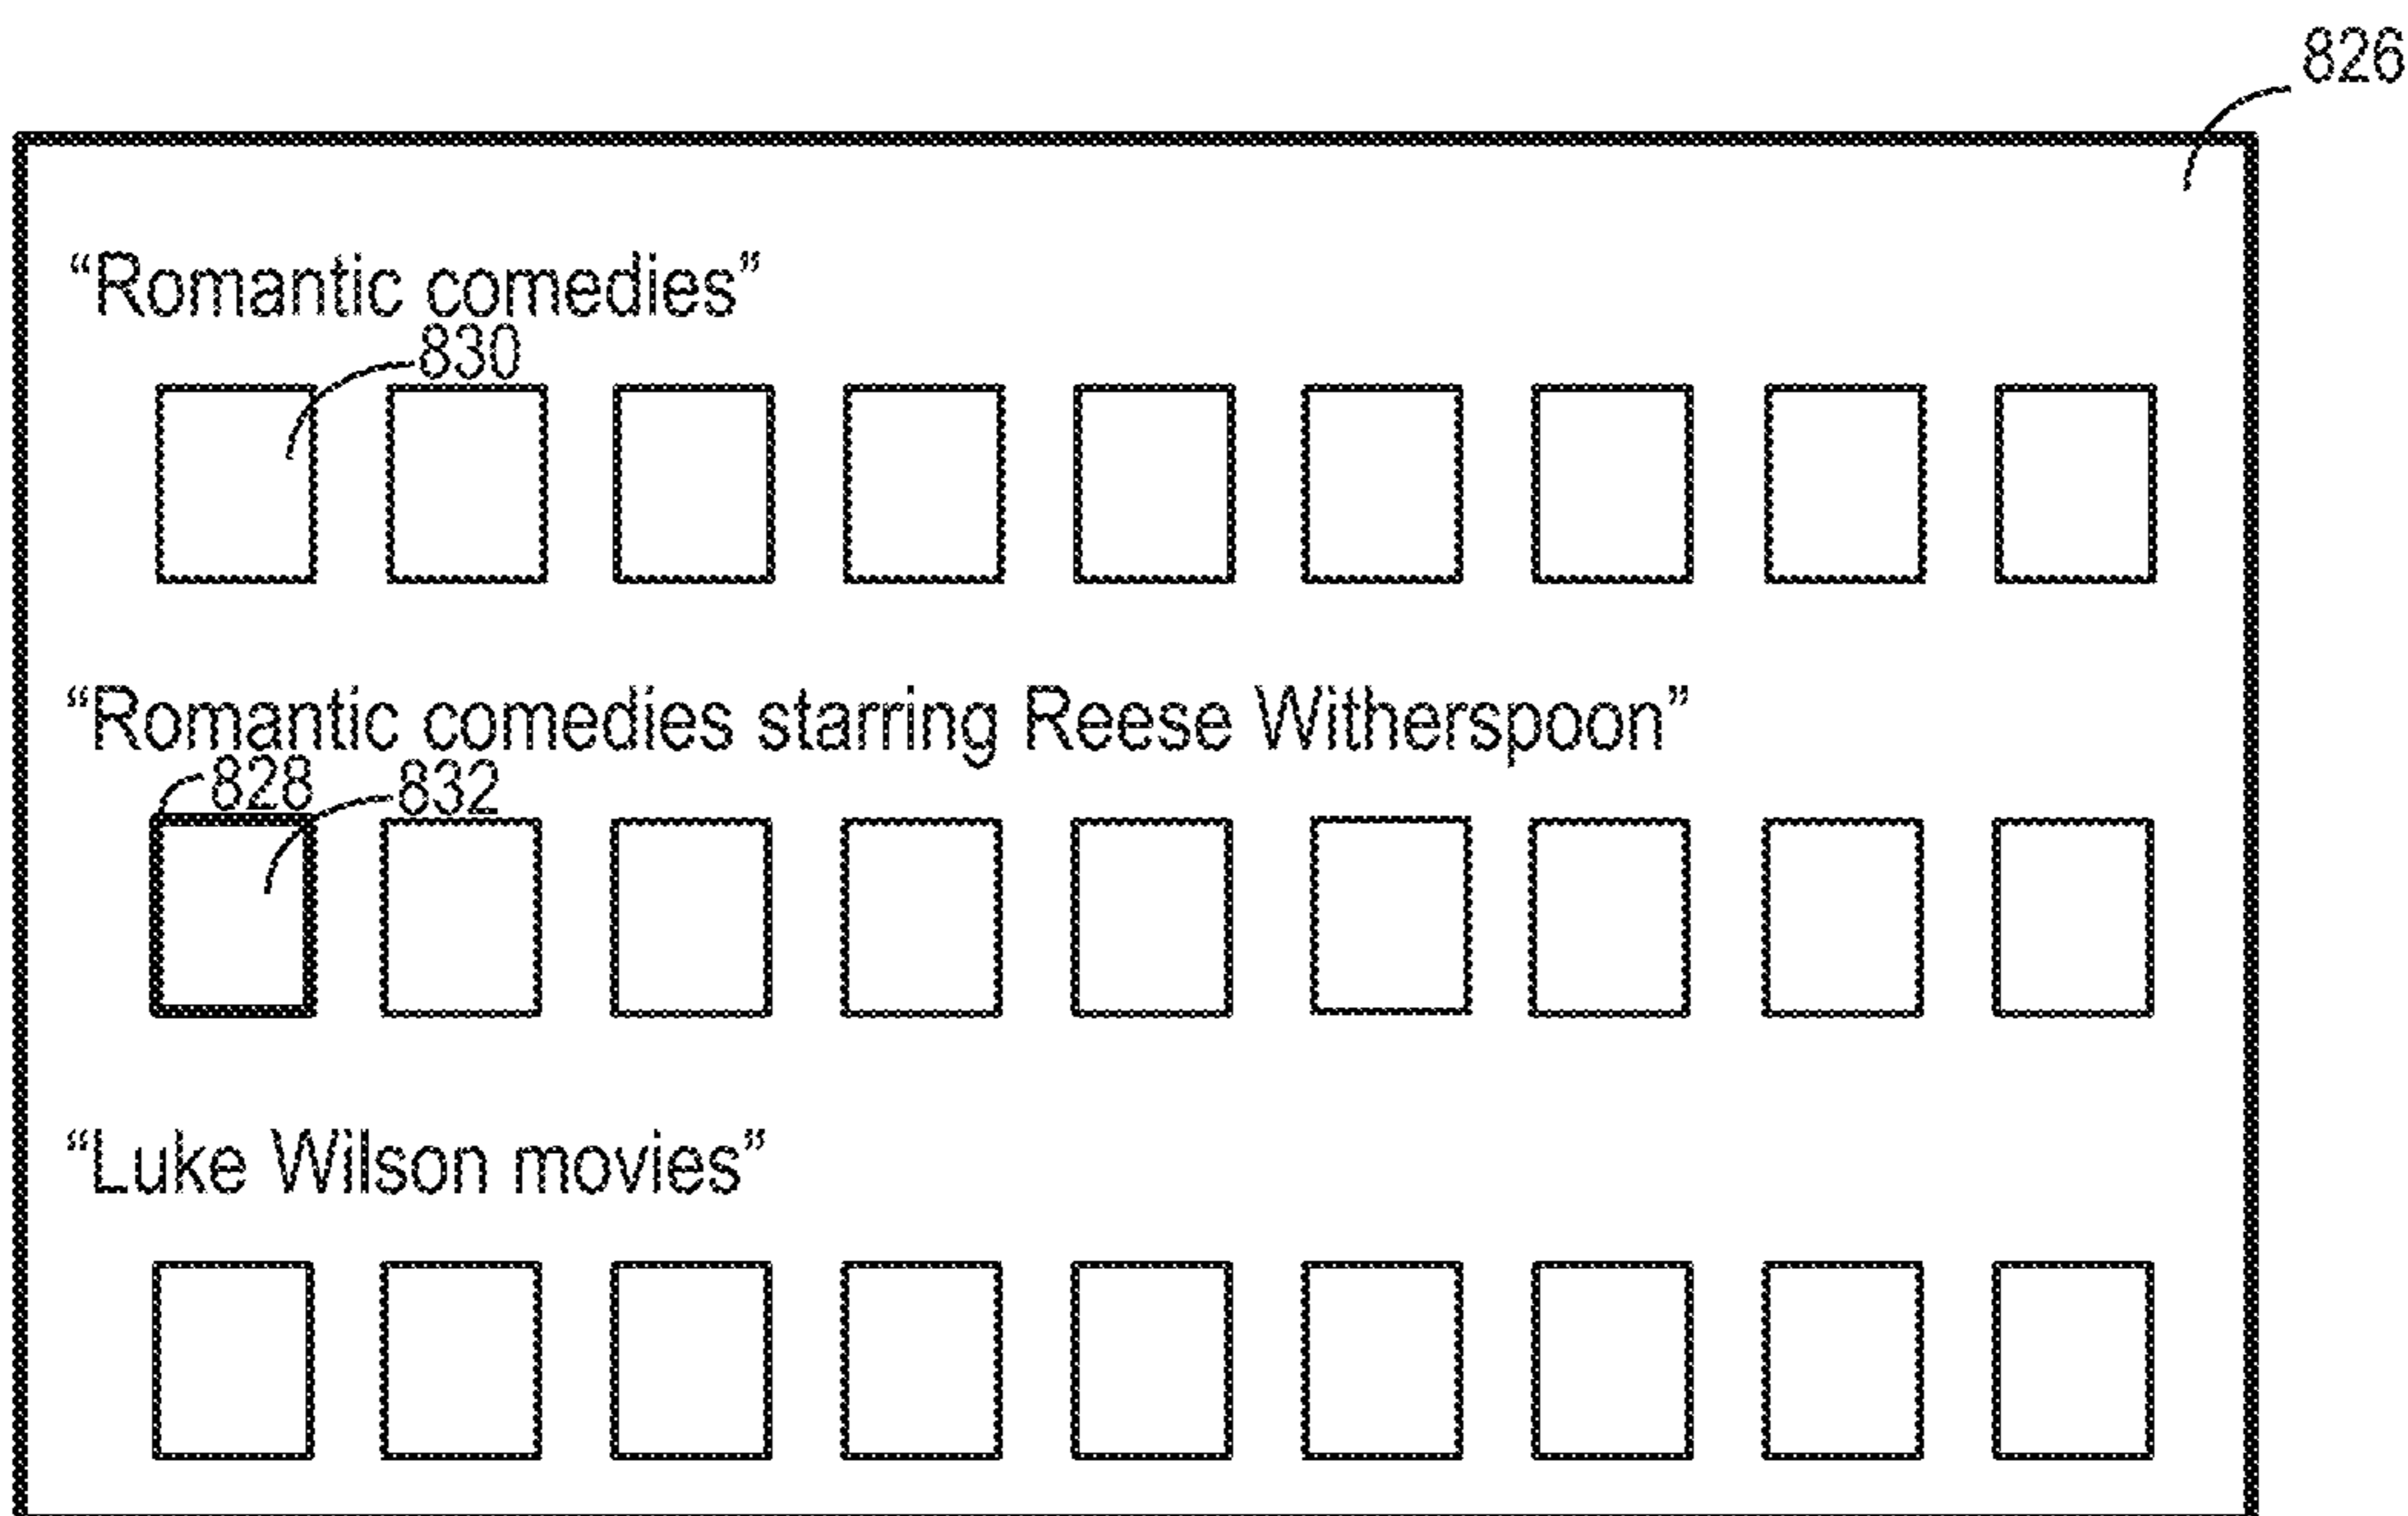 826
“Romantic comedies”
830
“Romantic comedies starring Reese Witherspoon”
828 832
“Luke Wilson movies”